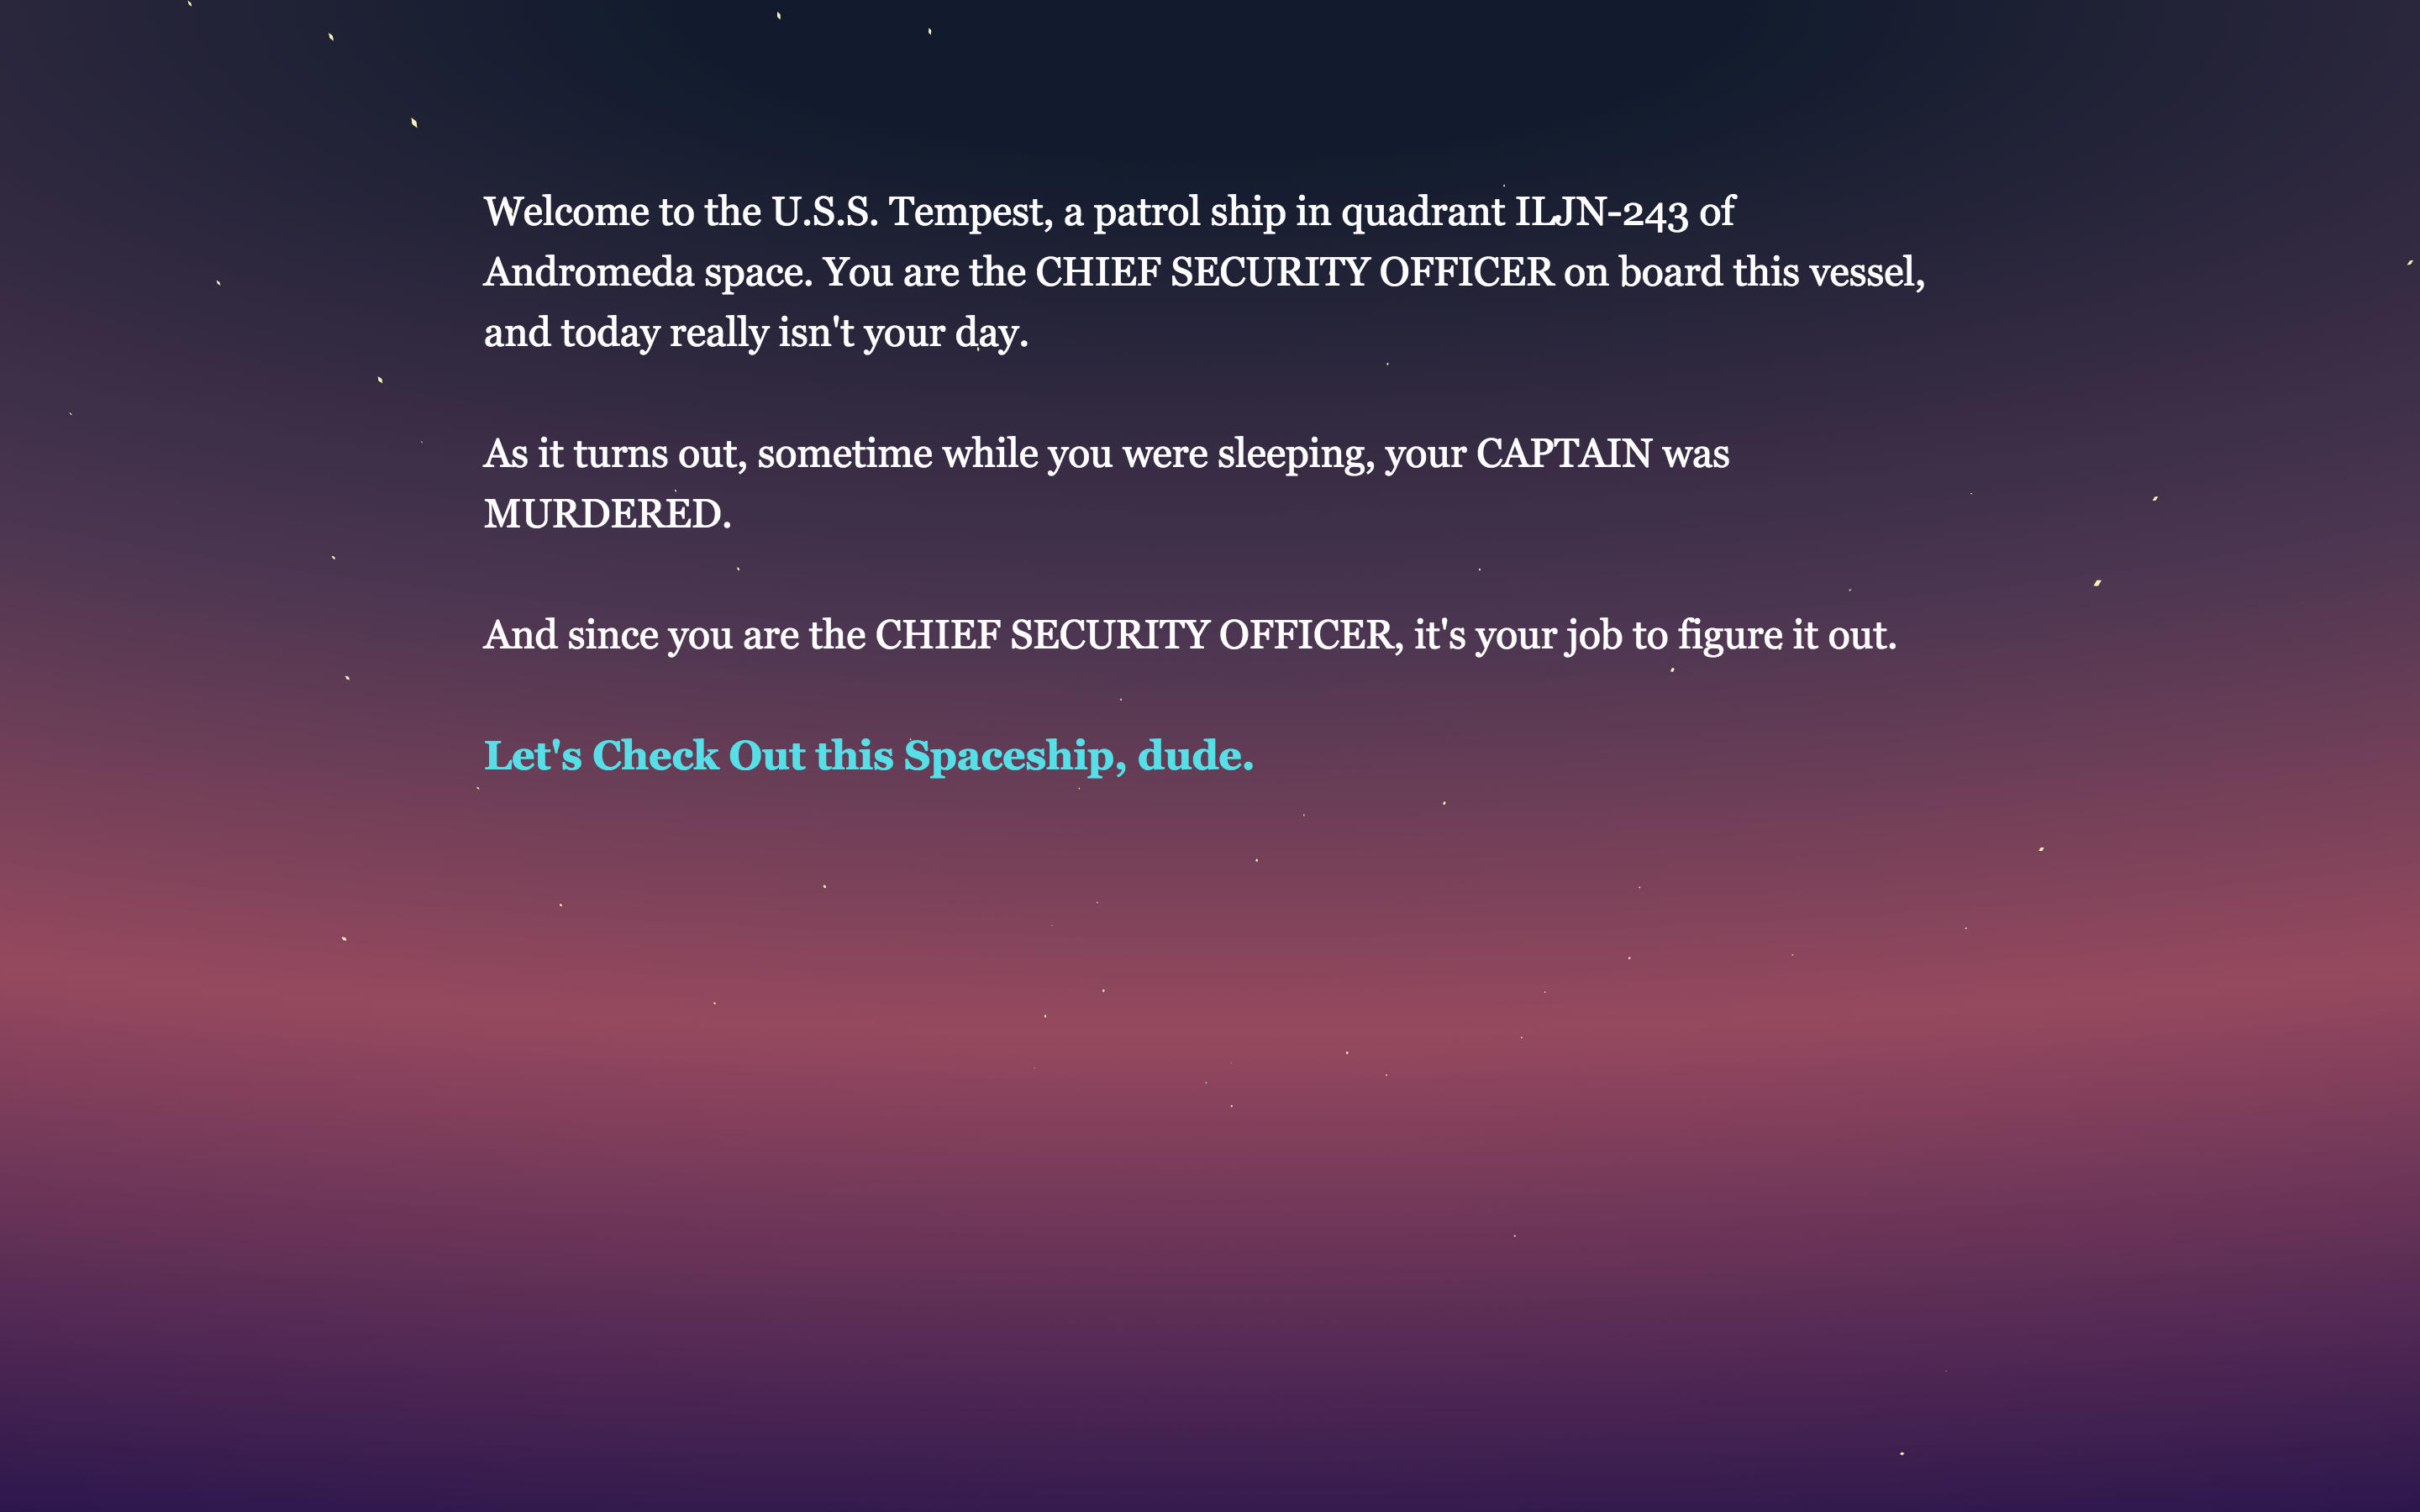 Welcome to the U.S.S. Tempest, a patrol ship in quadrant ILJN-243 of
Andromeda space. You are the CHIEF SECURITY OFFICER on board this vessel,
and today really isn't your day.
As it turns out, sometime while you were sleeping, your CAPTAIN was
MURDERED.
And since you are the CHIEF SECURITY OFFICER, it's your job to figure it out.
Let's Check Out this Spaceship, dude.